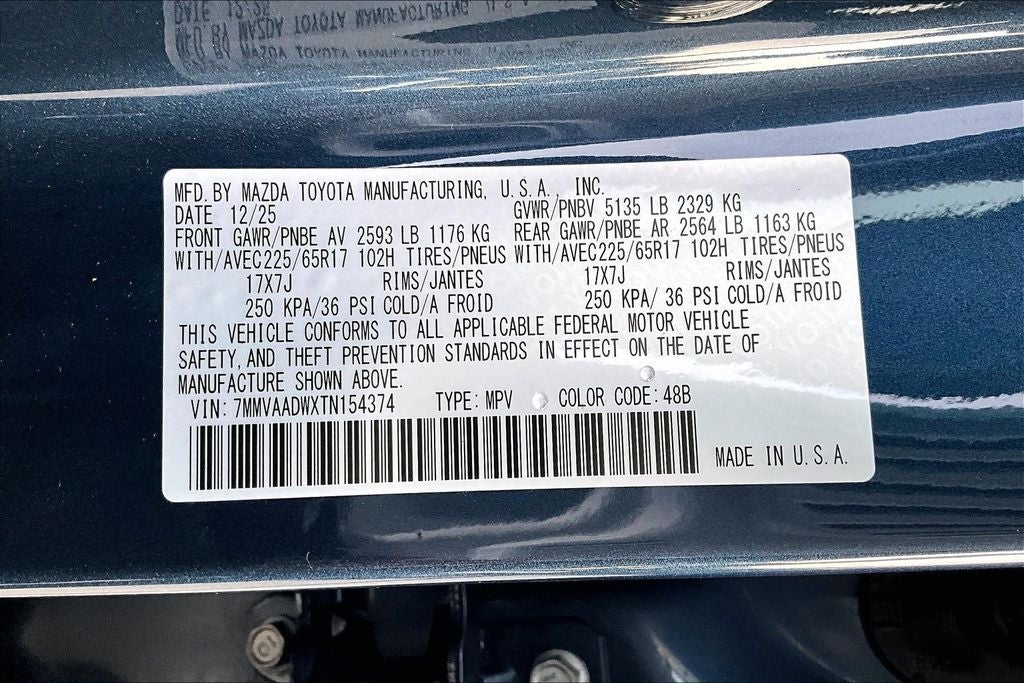 MFD. BY MAZDA TOYOTA MANUFACTURING, U.S.A., INC.
DATE 12/25 GVWR/PNBV 5135 LB 2329 KG
FRONT GAWR/PNBE AV 2593 LB 1176 KG REAR GAWR/PNBE AR 2564 LB 1163 KG
WITH/AVEC225/65R17 102H TIRES/PNEUS WITH/AVEC225/65R17 102H TIRES/PNEUS
17X7J RIMS/JANTES 17X7J RIMS/JANTES
250 KPA/36 PSI COLD/A FROID 250 KPA/ 36 PSI COLD/A FROID
THIS VEHICLE CONFORMS TO ALL APPLICABLE FEDERAL MOTOR VEHICLE
SAFETY, AND THEFT PREVENTION STANDARDS IN EFFECT ON THE DATE OF
MANUFACTURE SHOWN ABOVE.
VIN: 7MMVAADWXTN154374 TYPE: MPV COLOR CODE: 48B
MADE IN U.S.A.